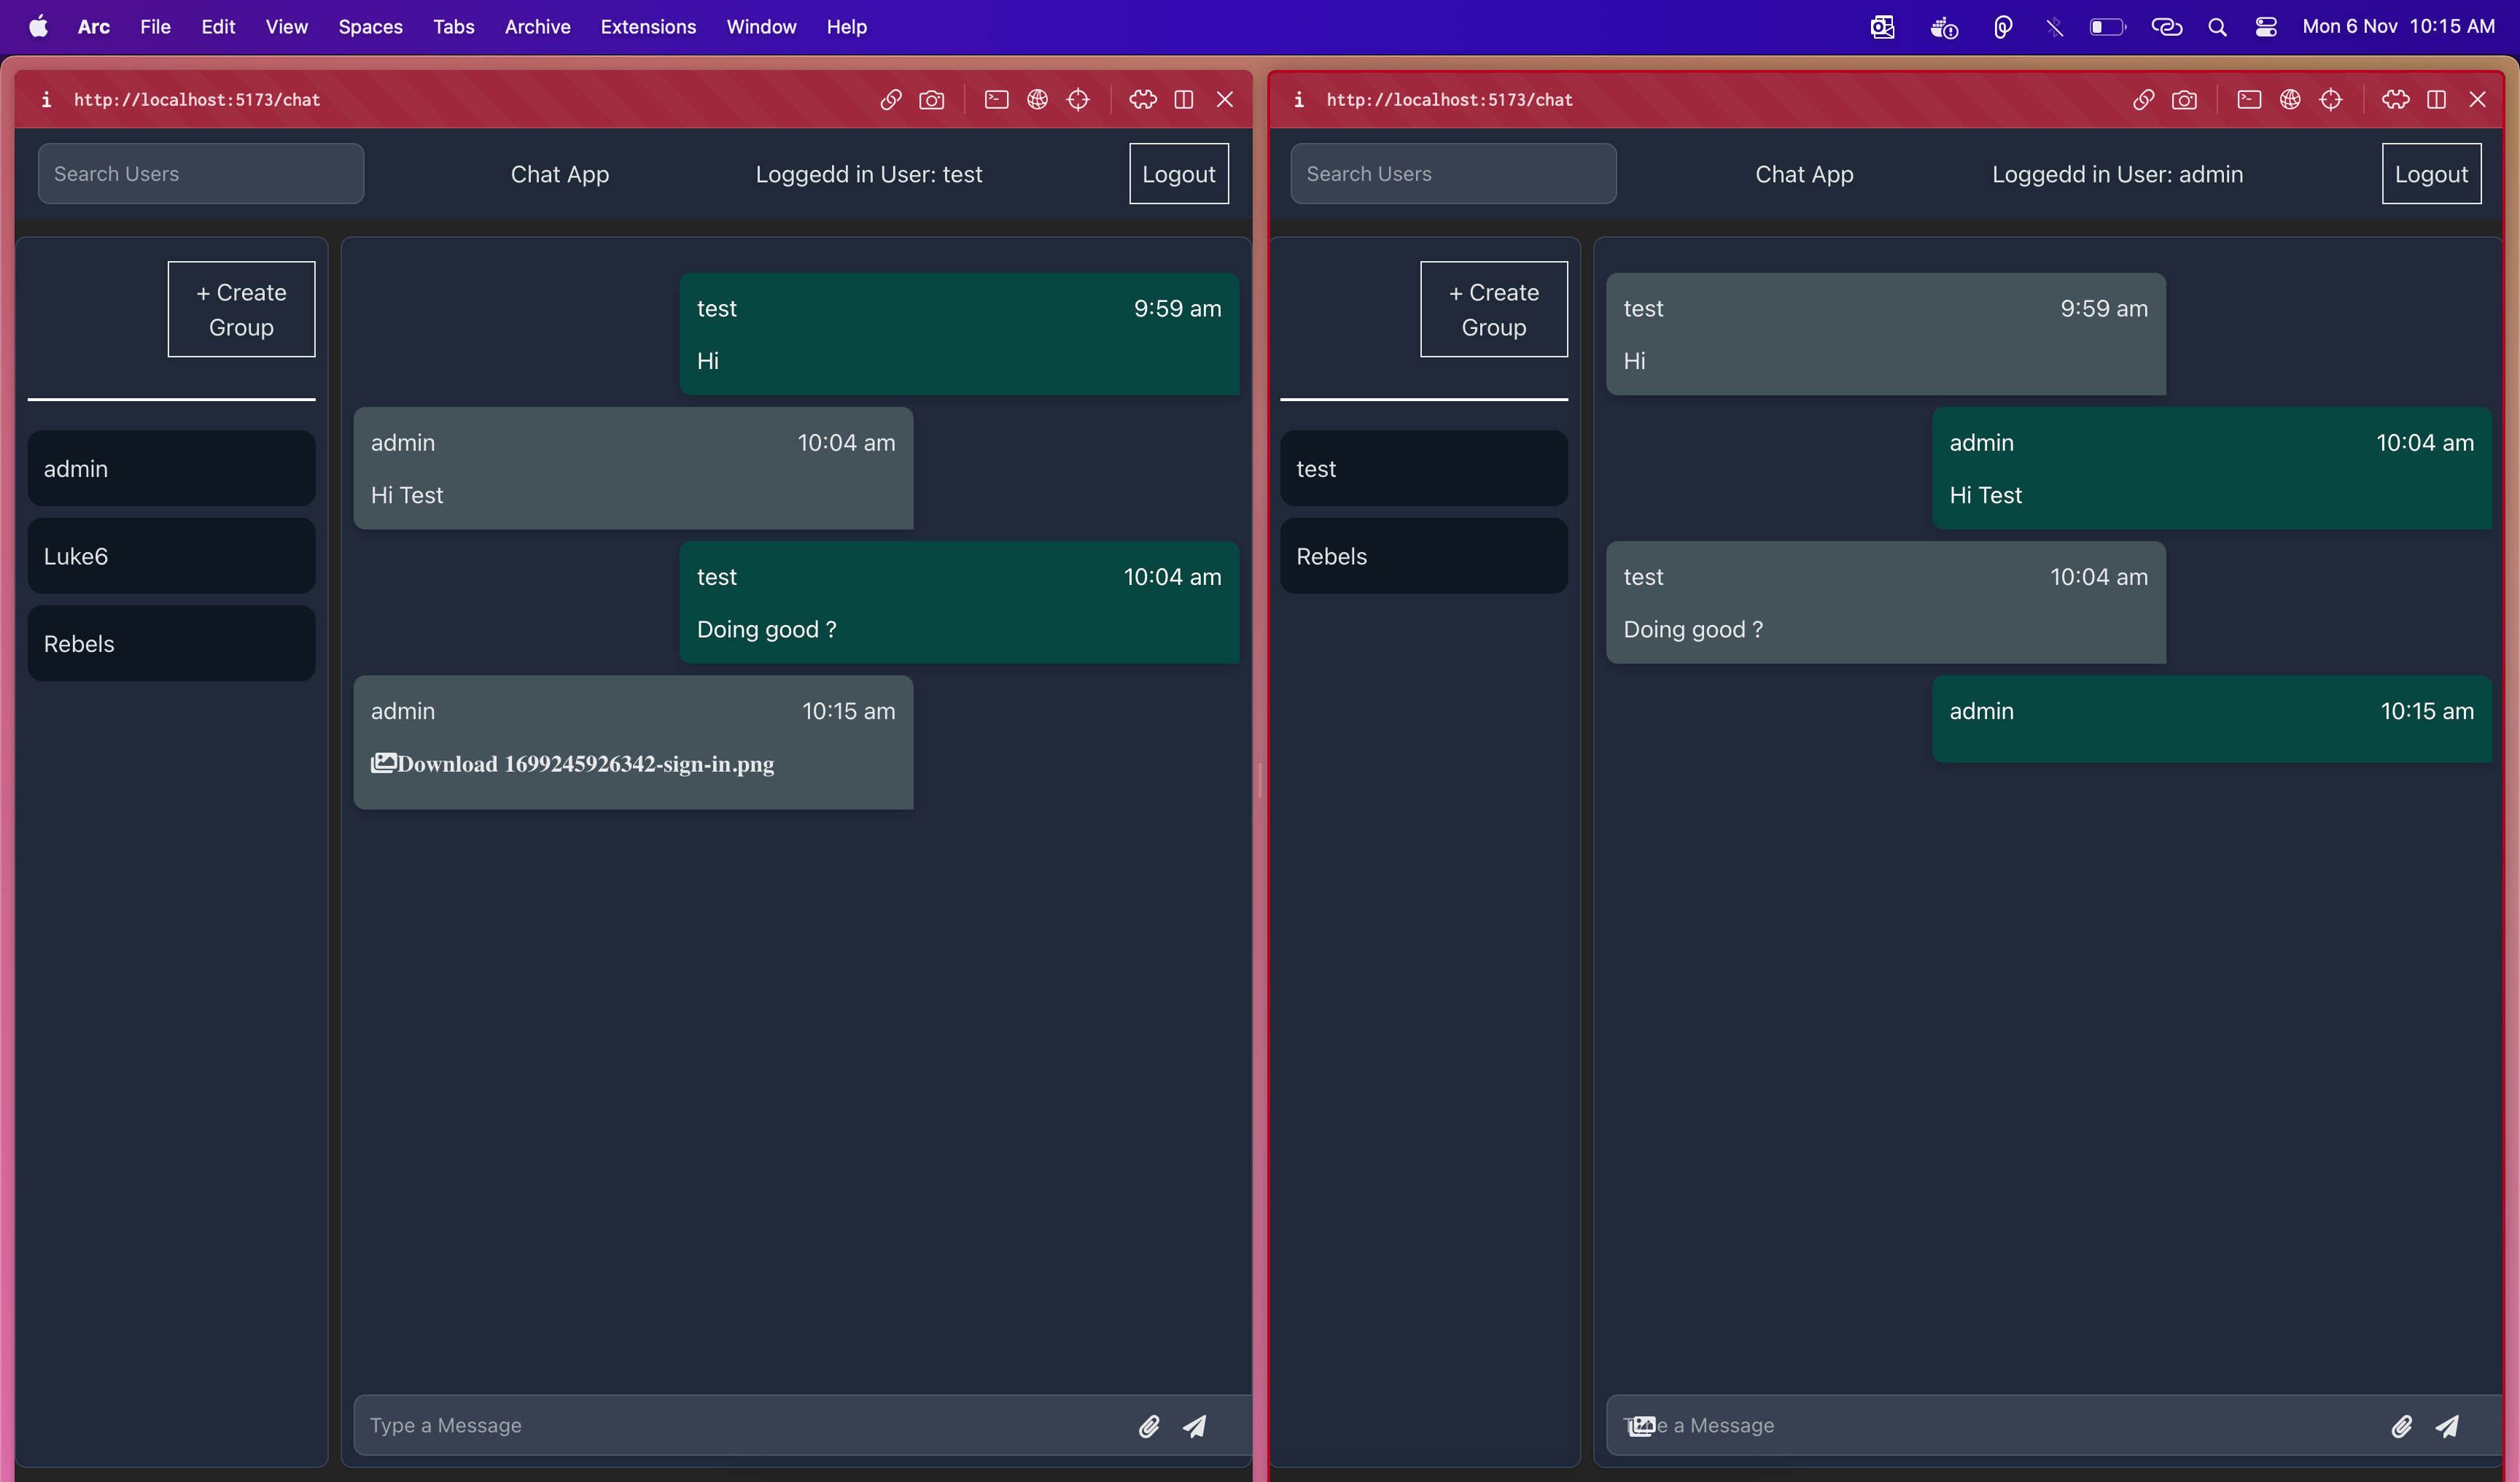 Arc File Edit View Spaces Tabs Archive Extensions Window Help Mon 6 Nov 10:15 AM
http://localhost:5173/chat
Search Users
Chat App
Loggedd in User: test
Logout
+ Create
Group
admin
Luke6
Rebels
test 9:59 am
Hi
admin 10:04 am
Hi Test
test 10:04 am
Doing good ?
admin 10:15 am
Download 1699245926342-sign-in.png
Type a Message
http://localhost:5173/chat
Search Users
Chat App
Loggedd in User: admin
Logout
+ Create
Group
test
Rebels
test 9:59 am
Hi
admin 10:04 am
Hi Test
test 10:04 am
Doing good ?
admin 10:15 am
Type a Message